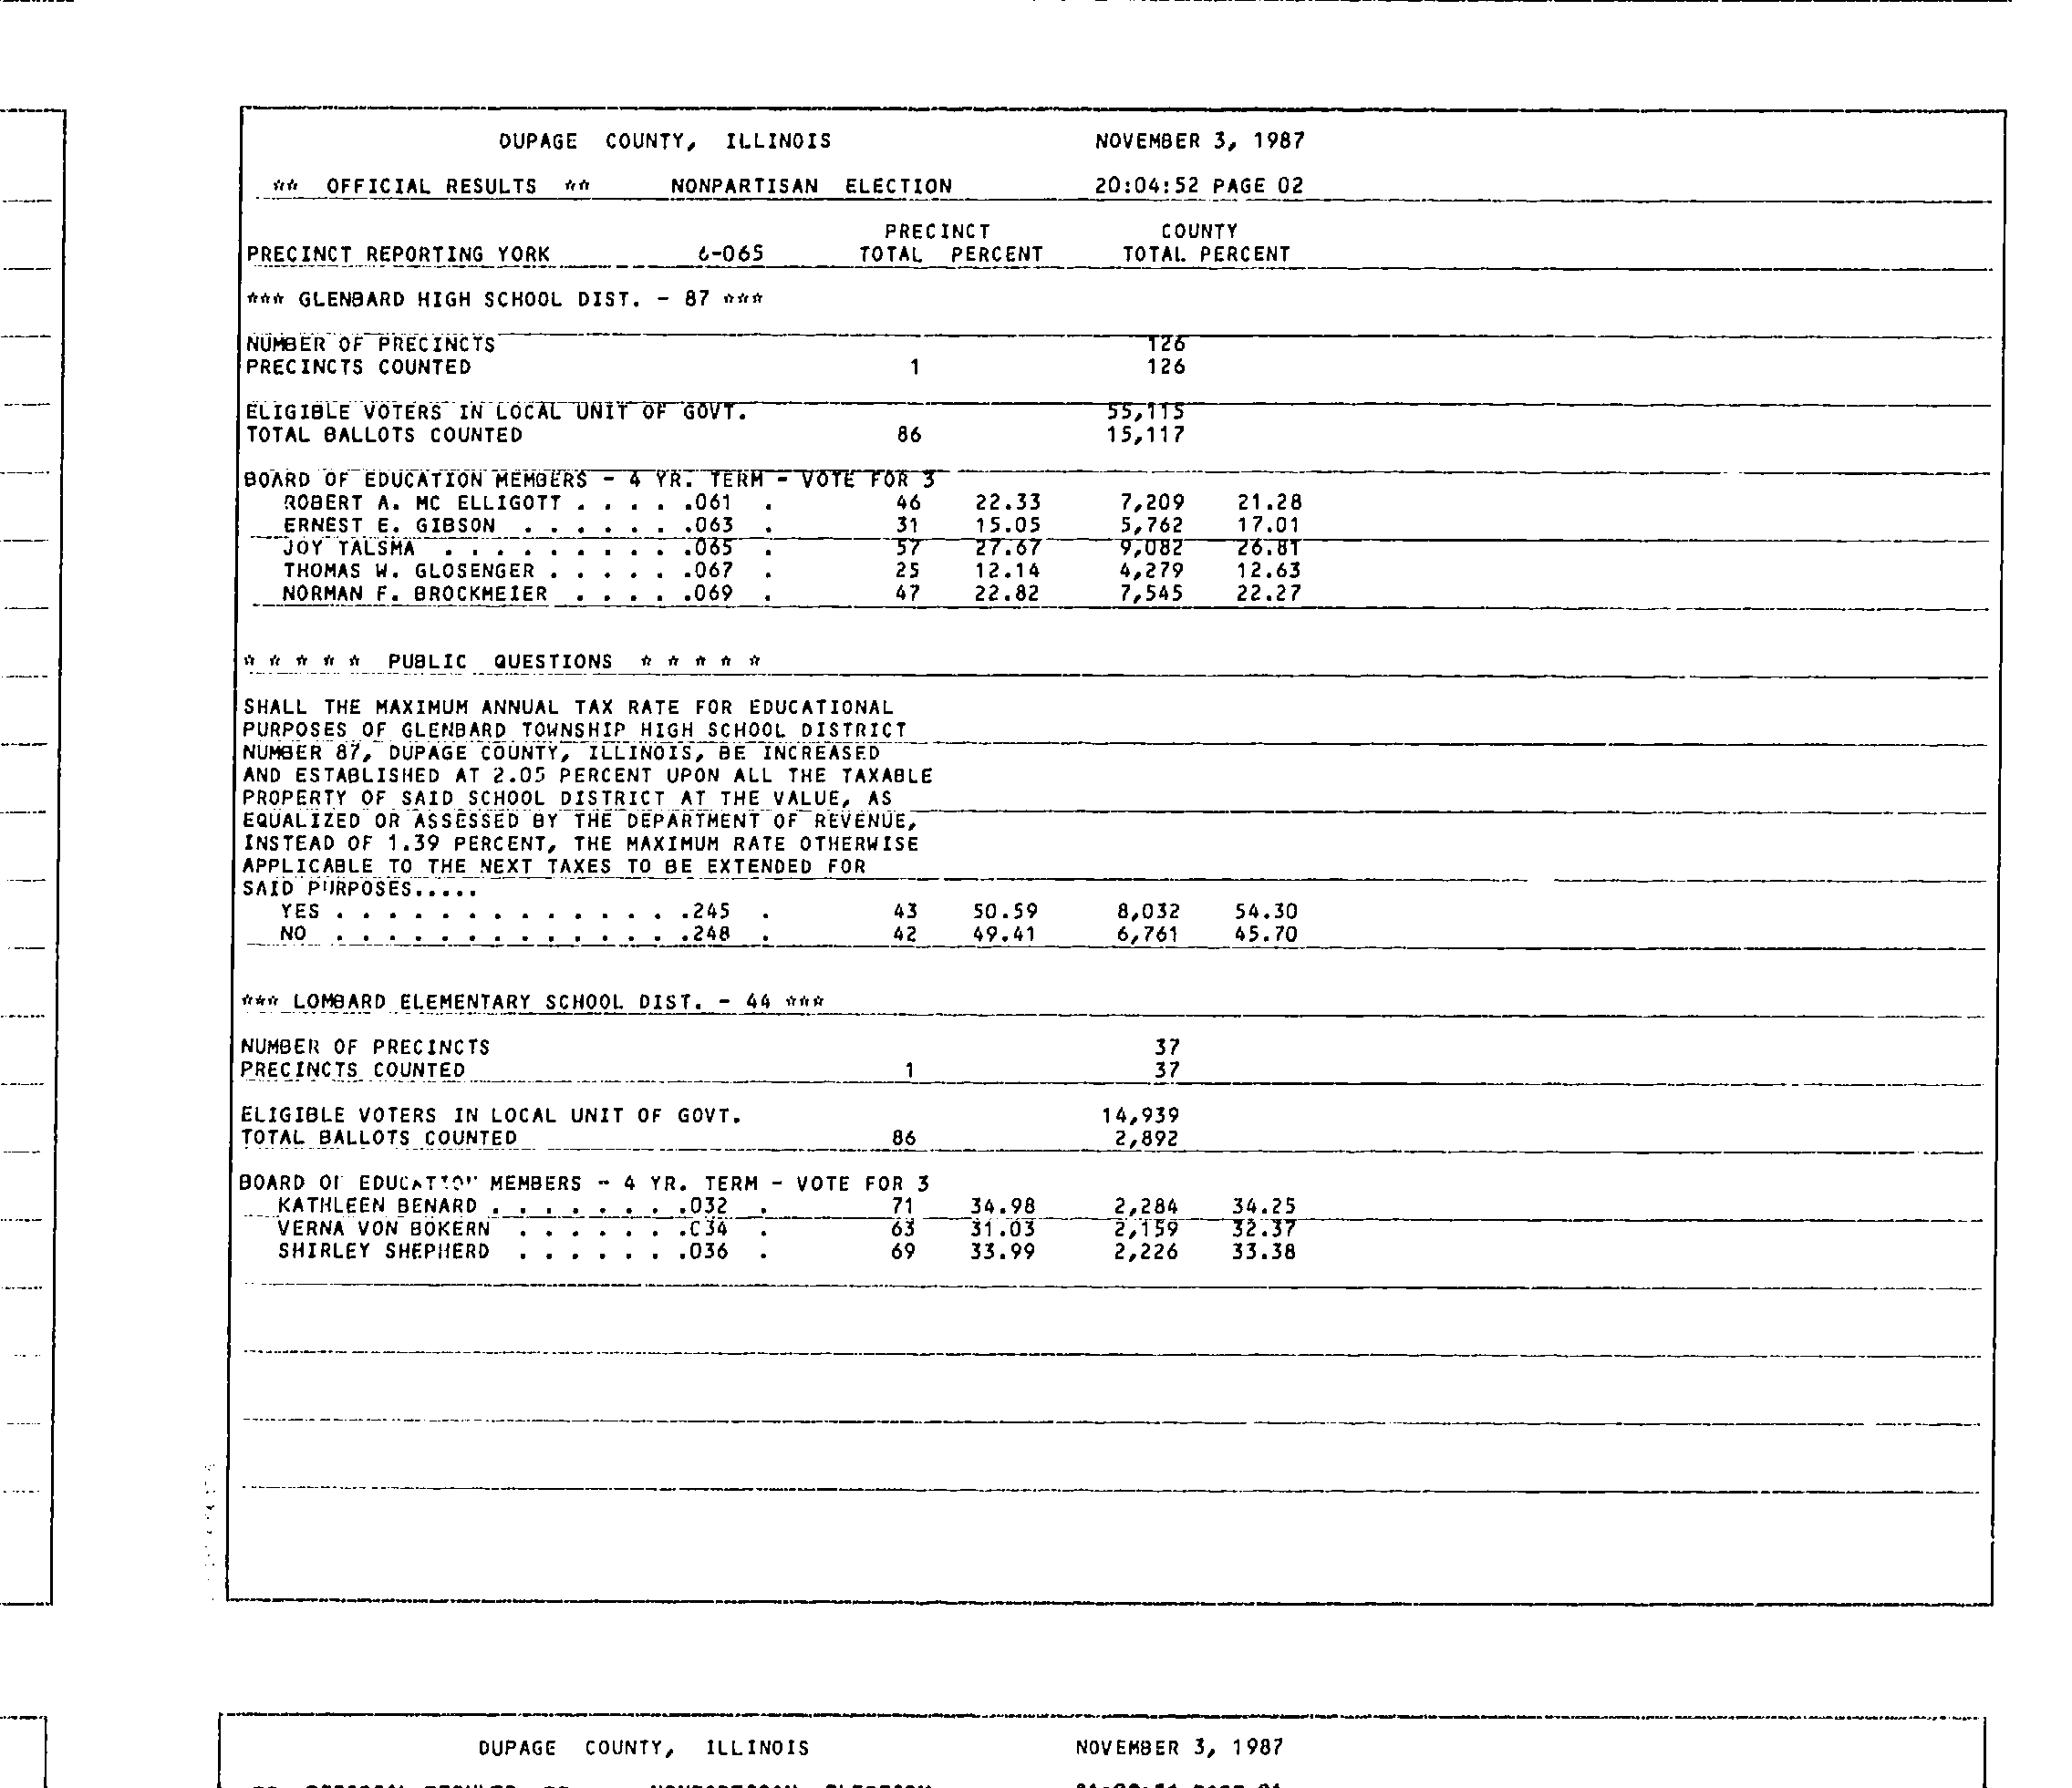 DUPAGE COUNTY, ILLINOIS NOVEMBER 3, 1987
** OFFICIAL RESULTS ** NONPARTISAN ELECTION 20:04:52 PAGE 02
PRECINCT COUNTY
PRECINCT REPORTING YORK 6-065 TOTAL PERCENT TOTAL PERCENT
*** GLENBARD HIGH SCHOOL DIST. - 87 ***
NUMBER OF PRECINCTS 126
PRECINCTS COUNTED 1 126
ELIGIBLE VOTERS IN LOCAL UNIT OF GOVT. 55,115
TOTAL BALLOTS COUNTED 86 15,117
BOARD OF EDUCATION MEMBERS - 4 YR. TERM - VOTE FOR 3
ROBERT A. MC ELLIGOTT . . . . .061 . 46 22.33 7,209 21.28
ERNEST E. GIBSON . . . . . . .063 . 31 15.05 5,762 17.01
JOY TALSMA . . . . . . . . . .065 . 57 27.67 9,082 26.81
THOMAS W. GLOSENGER . . . . . .067 . 25 12.14 4,279 12.63
NORMAN F. BROCKMEIER . . . . .069 . 47 22.82 7,545 22.27
* * * * * PUBLIC QUESTIONS * * * * *
SHALL THE MAXIMUM ANNUAL TAX RATE FOR EDUCATIONAL
PURPOSES OF GLENBARD TOWNSHIP HIGH SCHOOL DISTRICT
NUMBER 87, DUPAGE COUNTY, ILLINOIS, BE INCREASED
AND ESTABLISHED AT 2.05 PERCENT UPON ALL THE TAXABLE
PROPERTY OF SAID SCHOOL DISTRICT AT THE VALUE, AS
EQUALIZED OR ASSESSED BY THE DEPARTMENT OF REVENUE,
INSTEAD OF 1.39 PERCENT, THE MAXIMUM RATE OTHERWISE
APPLICABLE TO THE NEXT TAXES TO BE EXTENDED FOR
SAID PURPOSES.....
YES . . . . . . . . . . . . . .245 . 43 50.59 8,032 54.30
NO . . . . . . . . . . . . . .248 . 42 49.41 6,761 45.70
*** LOMBARD ELEMENTARY SCHOOL DIST. - 44 ***
NUMBER OF PRECINCTS 37
PRECINCTS COUNTED 1 37
ELIGIBLE VOTERS IN LOCAL UNIT OF GOVT. 14,939
TOTAL BALLOTS COUNTED 86 2,892
BOARD OF EDUCATION MEMBERS - 4 YR. TERM - VOTE FOR 3
KATHLEEN BENARD . . . . . . . .032 . 71 34.98 2,284 34.25
VERNA VON BOKERN . . . . . . .034 . 63 31.03 2,159 32.37
SHIRLEY SHEPHERD . . . . . . .036 . 69 33.99 2,226 33.38
DUPAGE COUNTY, ILLINOIS NOVEMBER 3, 1987